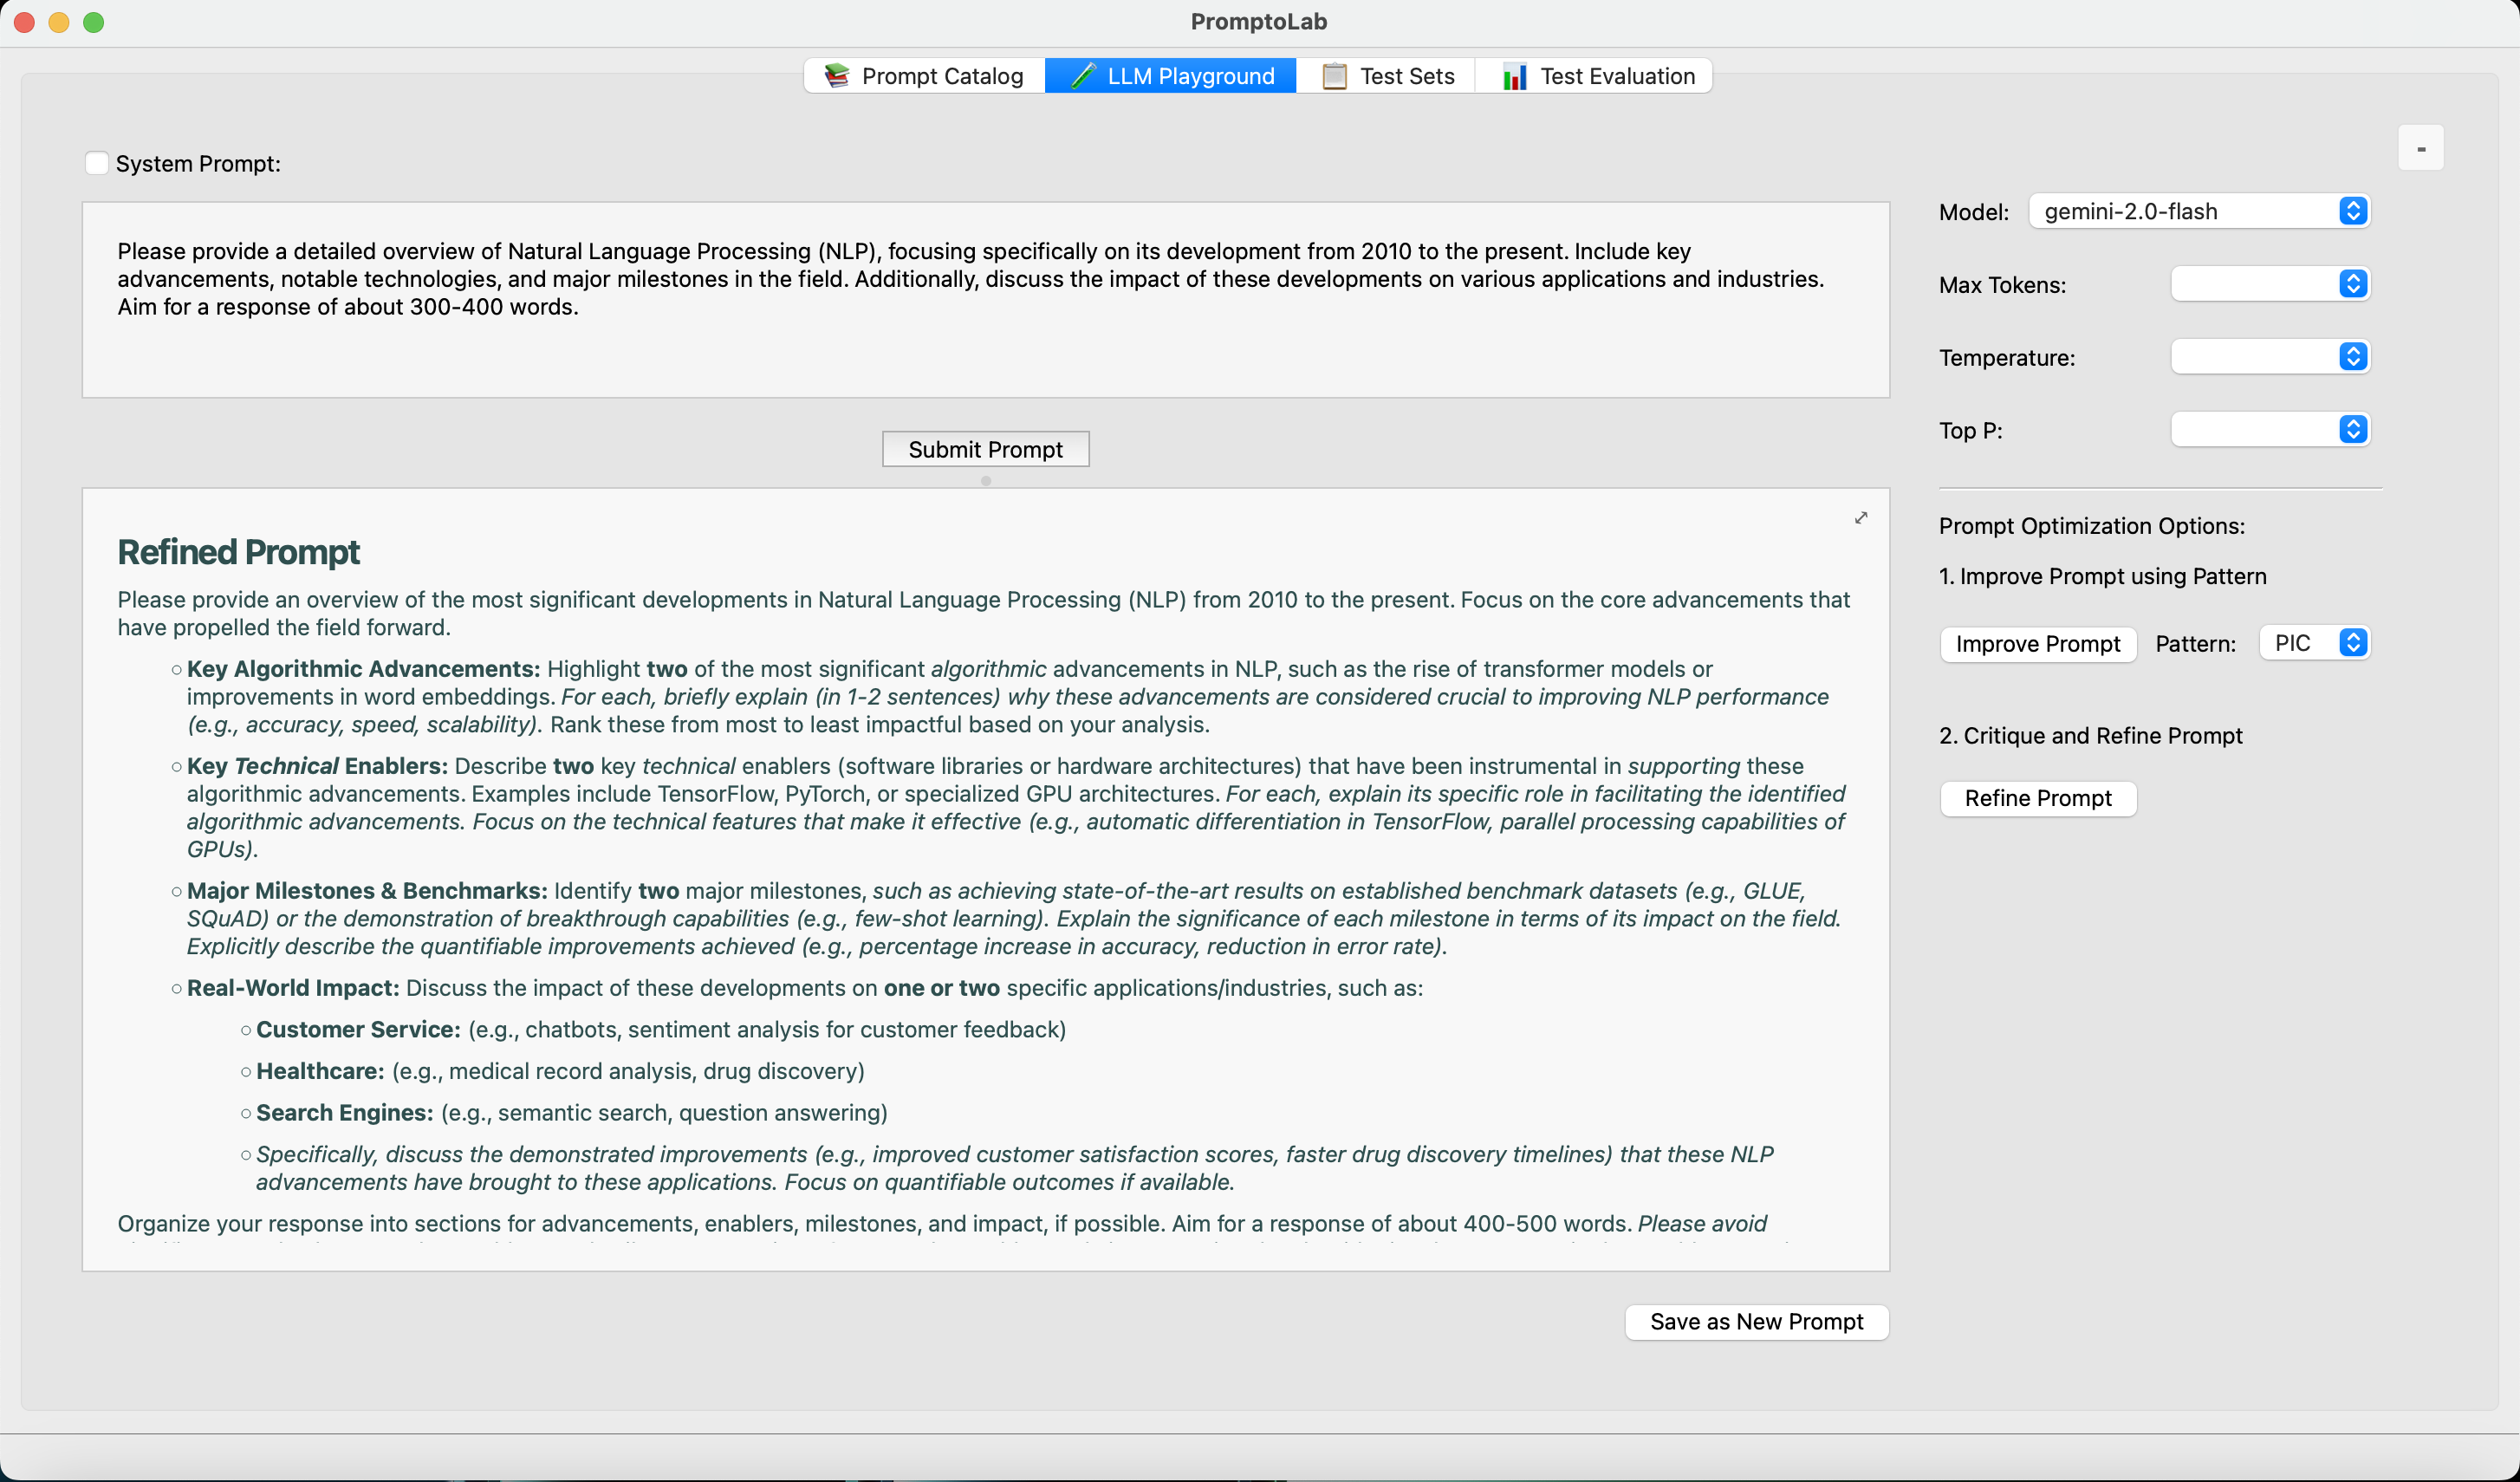 PromptoLab
Prompt Catalog
LLM Playground
Test Sets
Test Evaluation
-
System Prompt:
Please provide a detailed overview of Natural Language Processing (NLP), focusing specifically on its development from 2010 to the present. Include key
advancements, notable technologies, and major milestones in the field. Additionally, discuss the impact of these developments on various applications and industries.
Aim for a response of about 300-400 words.
Submit Prompt
Refined Prompt
Please provide an overview of the most significant developments in Natural Language Processing (NLP) from 2010 to the present. Focus on the core advancements that
have propelled the field forward.
Key Algorithmic Advancements: Highlight two of the most significant algorithmic advancements in NLP, such as the rise of transformer models or
improvements in word embeddings. For each, briefly explain (in 1-2 sentences) why these advancements are considered crucial to improving NLP performance
(e.g., accuracy, speed, scalability). Rank these from most to least impactful based on your analysis.
Key Technical Enablers: Describe two key technical enablers (software libraries or hardware architectures) that have been instrumental in supporting these
algorithmic advancements. Examples include TensorFlow, PyTorch, or specialized GPU architectures. For each, explain its specific role in facilitating the identified
algorithmic advancements. Focus on the technical features that make it effective (e.g., automatic differentiation in TensorFlow, parallel processing capabilities of
GPUs).
Major Milestones & Benchmarks: Identify two major milestones, such as achieving state-of-the-art results on established benchmark datasets (e.g., GLUE,
SQuAD) or the demonstration of breakthrough capabilities (e.g., few-shot learning). Explain the significance of each milestone in terms of its impact on the field.
Explicitly describe the quantifiable improvements achieved (e.g., percentage increase in accuracy, reduction in error rate).
Real-World Impact: Discuss the impact of these developments on one or two specific applications/industries, such as:
Customer Service: (e.g., chatbots, sentiment analysis for customer feedback)
Healthcare: (e.g., medical record analysis, drug discovery)
Search Engines: (e.g., semantic search, question answering)
Specifically, discuss the demonstrated improvements (e.g., improved customer satisfaction scores, faster drug discovery timelines) that these NLP
advancements have brought to these applications. Focus on quantifiable outcomes if available.
Organize your response into sections for advancements, enablers, milestones, and impact, if possible. Aim for a response of about 400-500 words. Please avoid
Save as New Prompt
Model:
gemini-2.0-flash
Max Tokens:
Temperature:
Top P:
Prompt Optimization Options:
1. Improve Prompt using Pattern
Improve Prompt
Pattern:
PIC
2. Critique and Refine Prompt
Refine Prompt